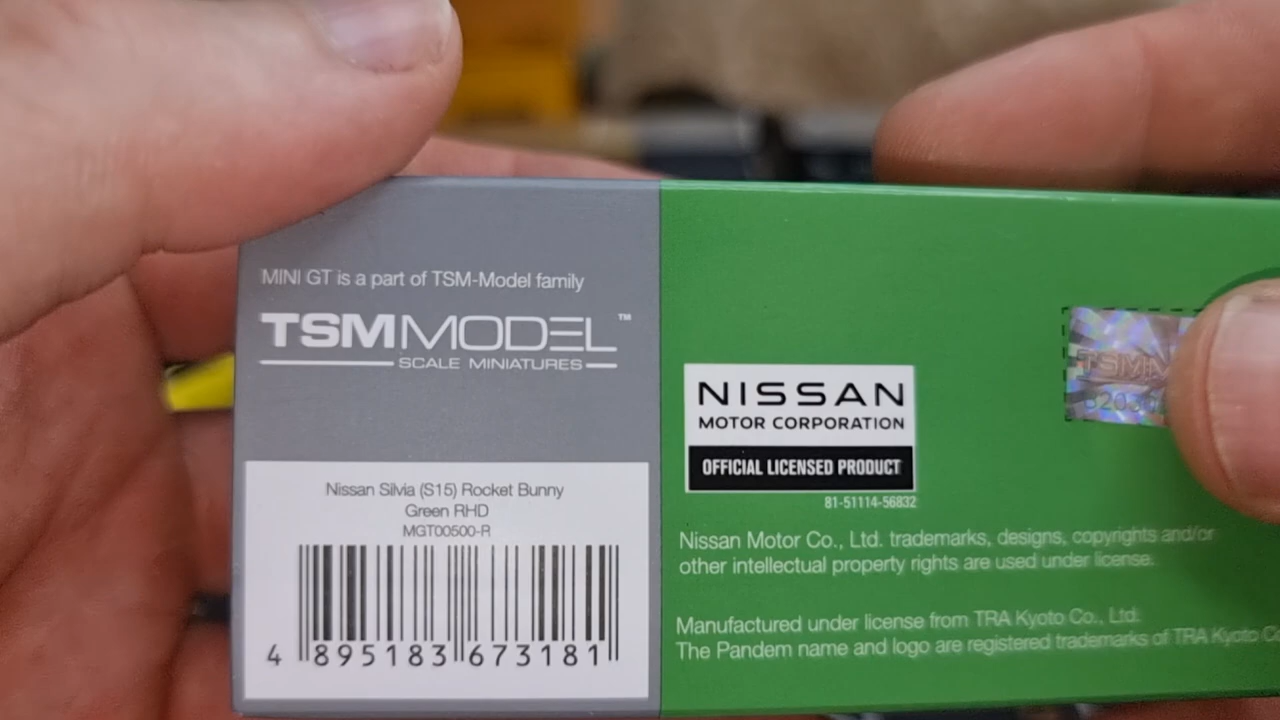 MINI GT is a part of TSM-Model family
TSMMODEL™
SCALE MINIATURES
Nissan Silvia (S15) Rocket Bunny
Green RHD
MGT00500-R
4 895183 673181
NISSAN
MOTOR CORPORATION
OFFICIAL LICENSED PRODUCT
81-51114-56832
Nissan Motor Co., Ltd. trademarks, designs, copyrights and/or
other intellectual property rights are used under license.
Manufactured under license from TRA Kyoto Co., Ltd.
The Pandem name and logo are registered trademarks of TRA Kyoto